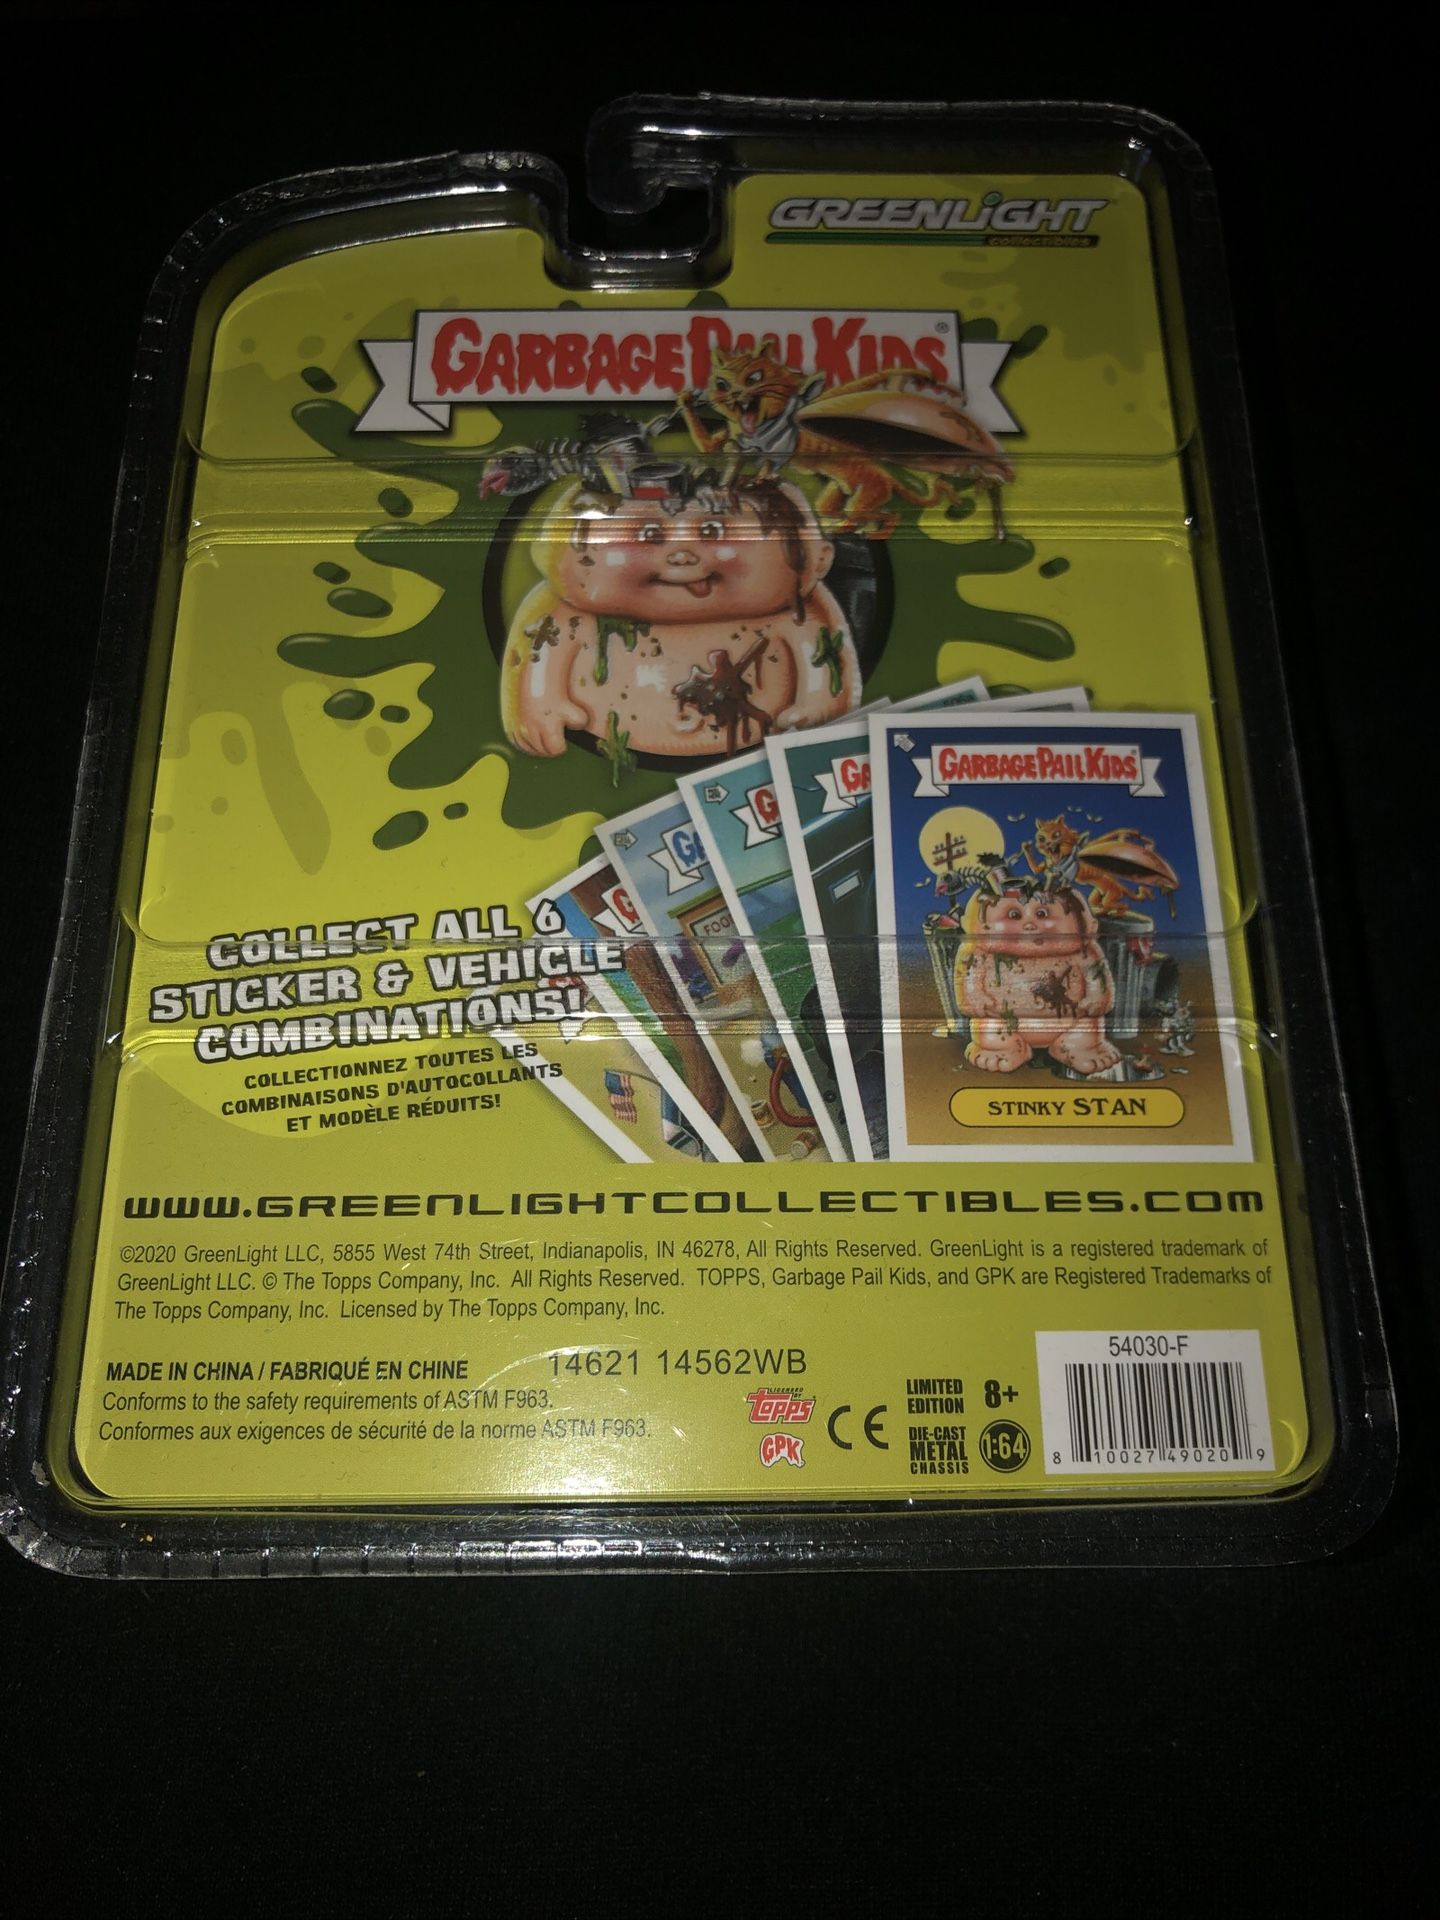 GREENLiGHT
collectibles
GARBAGE PAIL KIDS®
GARBAGE PAIL KIDS
STINKY STAN
FOO
COLLECT ALL 6
STICKER & VEHICLE
COMBINATIONS!
COLLECTIONNEZ TOUTES LES
COMBINAISONS D'AUTOCOLLANTS
ET MODÈLE RÉDUITS!
WWW.GREENLIGHTCOLLECTIBLES.COM
©2020 GreenLight LLC, 5855 West 74th Street, Indianapolis, IN 46278, All Rights Reserved. GreenLight is a registered trademark of
GreenLight LLC. © The Topps Company, Inc. All Rights Reserved. TOPPS, Garbage Pail Kids, and GPK are Registered Trademarks of
The Topps Company, Inc. Licensed by The Topps Company, Inc.
MADE IN CHINA / FABRIQUÉ EN CHINE
14621 14562WB
Conforms to the safety requirements of ASTM F963.
Conformes aux exigences de sécurité de la norme ASTM F963.
LICENSED BY
Topps
GPK
CE
LIMITED
EDITION
8+
DIE-CAST
METAL
CHASSIS
1:64
54030-F
8 10027 49020 9